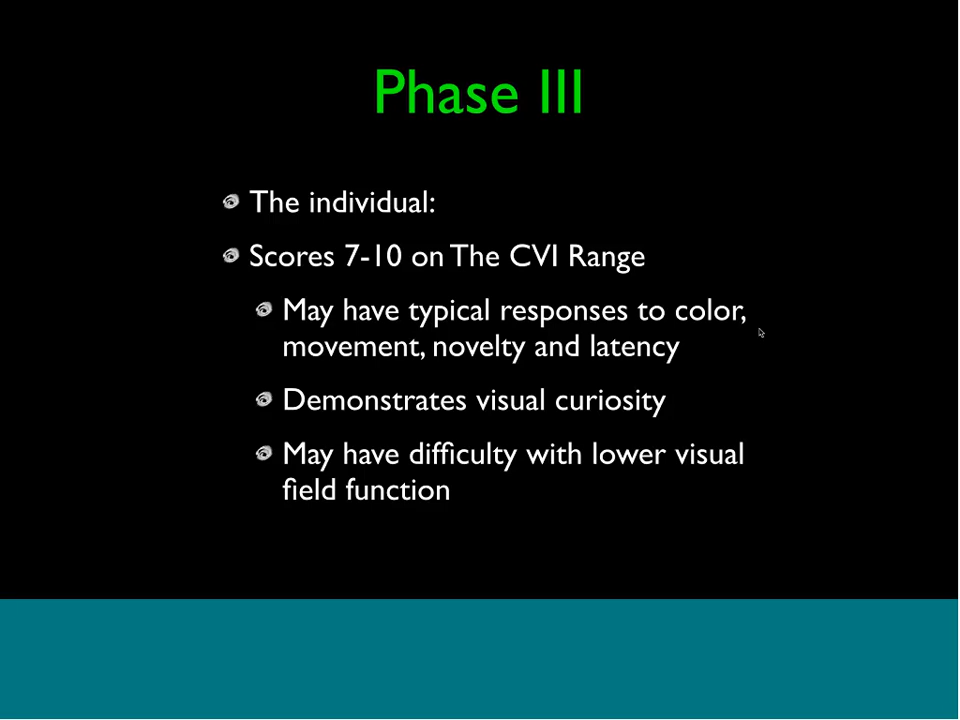 Phase III
The individual:
Scores 7-10 on The CVI Range
May have typical responses to color,
movement, novelty and latency
Demonstrates visual curiosity
May have difficulty with lower visual
field function